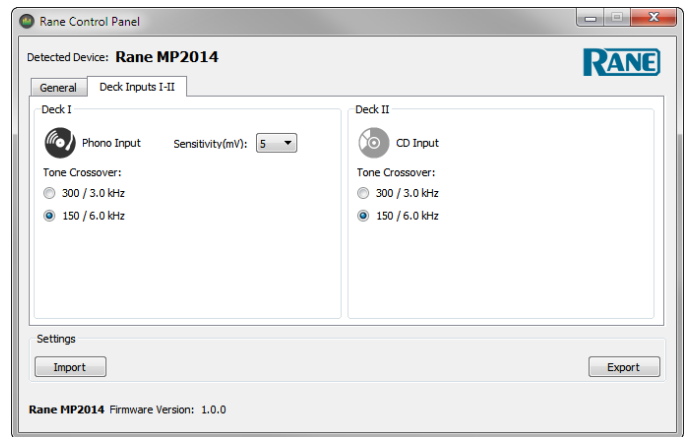 Rane Control Panel
Detected Device: Rane MP2014
RANE
General Deck Inputs I-II
Deck I
Phono Input Sensitivity(mV): 5
Tone Crossover:
300 / 3.0 kHz
150 / 6.0 kHz
Deck II
CD Input
Tone Crossover:
300 / 3.0 kHz
150 / 6.0 kHz
Settings
Import Export
Rane MP2014 Firmware Version: 1.0.0